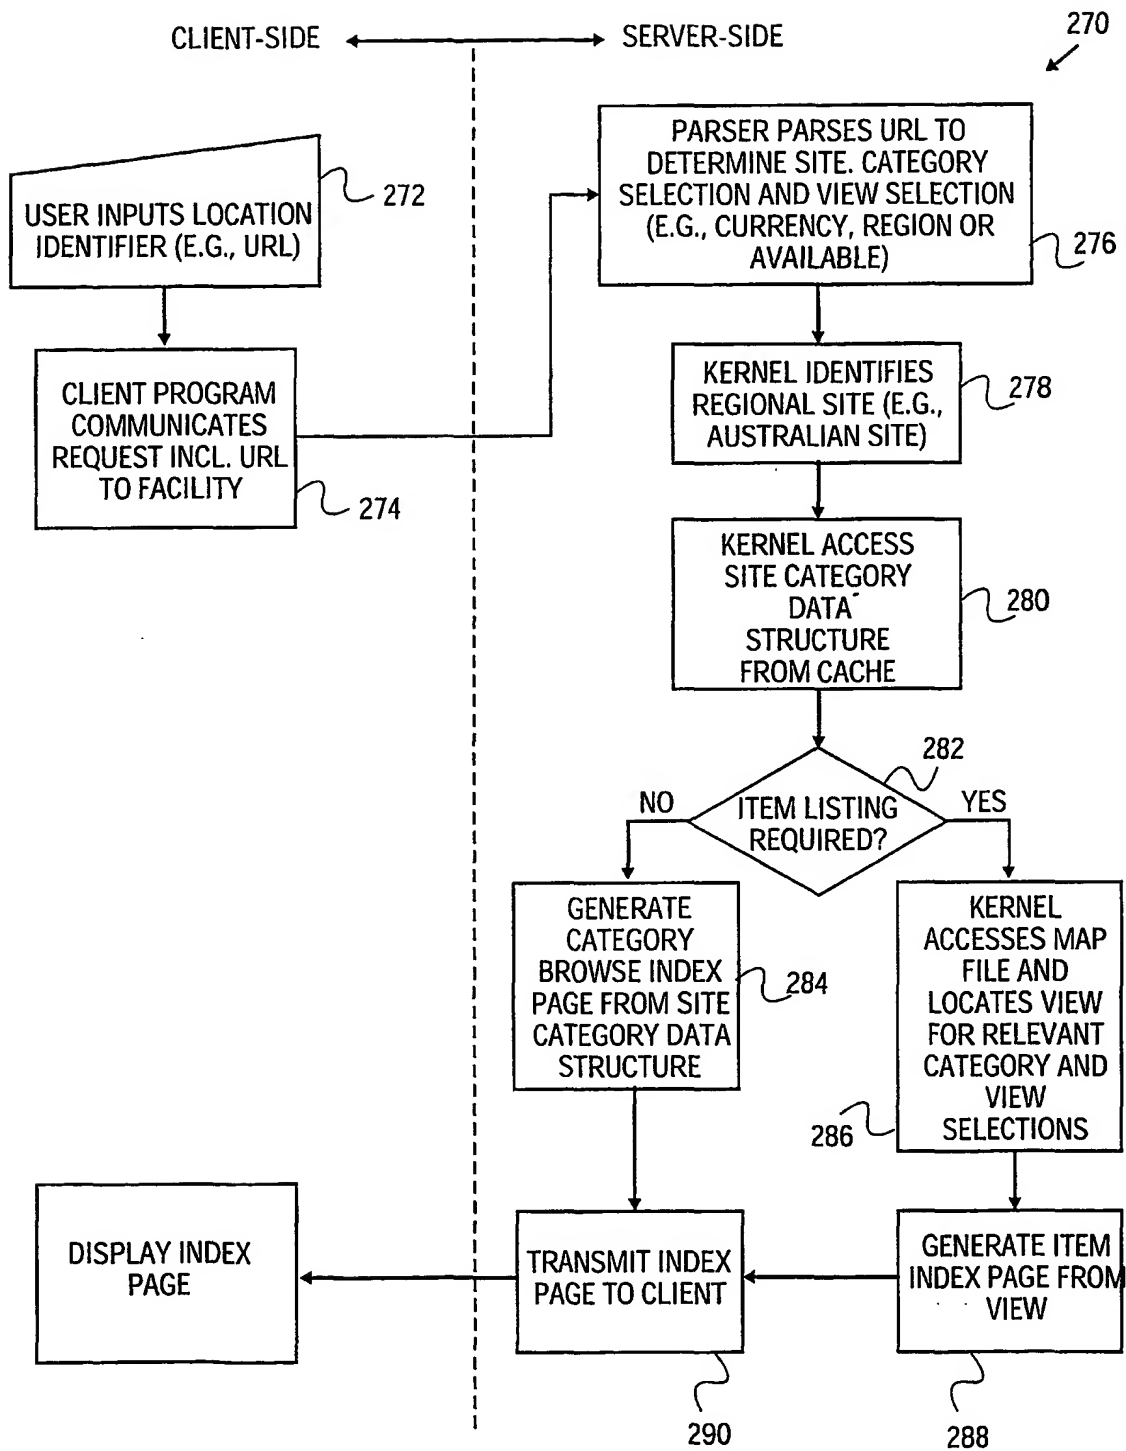 CLIENT-SIDE
SERVER-SIDE
270
USER INPUTS LOCATION
IDENTIFIER (E.G., URL)
272
CLIENT PROGRAM
COMMUNICATES
REQUEST INCL. URL
TO FACILITY
274
PARSER PARSES URL TO
DETERMINE SITE. CATEGORY
SELECTION AND VIEW SELECTION
(E.G., CURRENCY, REGION OR
AVAILABLE)
276
KERNEL IDENTIFIES
REGIONAL SITE (E.G.,
AUSTRALIAN SITE)
278
KERNEL ACCESS
SITE CATEGORY
DATA
STRUCTURE
FROM CACHE
280
ITEM LISTING
REQUIRED?
282
NO
YES
GENERATE
CATEGORY
BROWSE INDEX
PAGE FROM SITE
CATEGORY DATA
STRUCTURE
284
KERNEL
ACCESSES MAP
FILE AND
LOCATES VIEW
FOR RELEVANT
CATEGORY AND
VIEW
SELECTIONS
286
GENERATE ITEM
INDEX PAGE FROM
VIEW
288
TRANSMIT INDEX
PAGE TO CLIENT
290
DISPLAY INDEX
PAGE